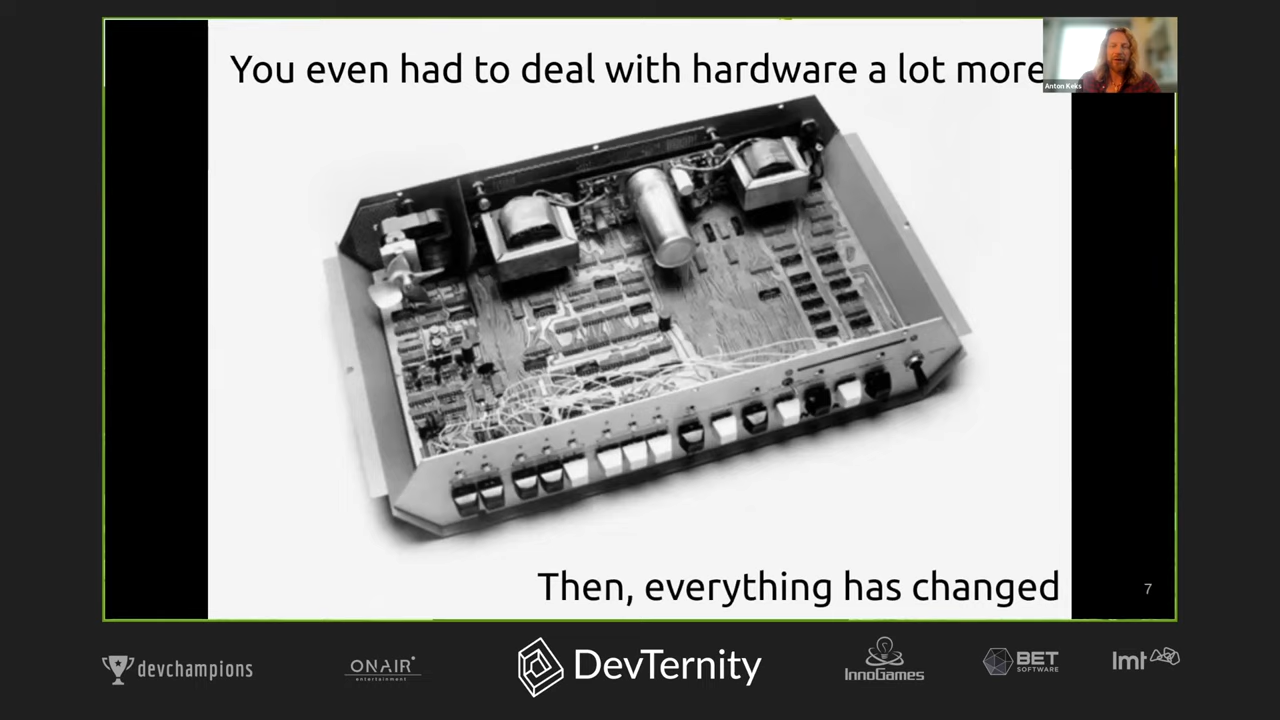 You even had to deal with hardware a lot more
Anton Keks
Then, everything has changed
7
devchampions
ONAIR
entertainment
DevTernity
InnoGames
BET
SOFTWARE
lmt